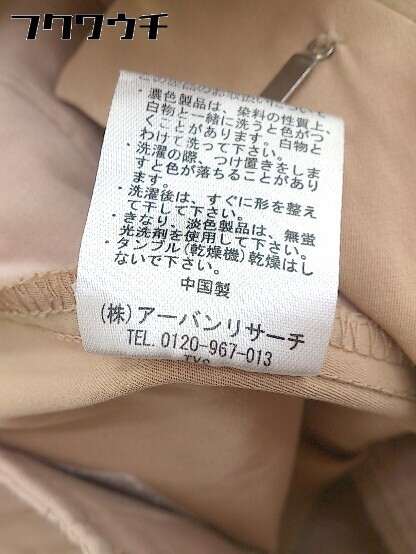 フクウクチ
・濃色製品は、染料の性質上、
白物と一緒に洗うと色がつ
くことがあります。白物と
わけて洗って下さい。
・洗濯の際、つけ置きをしま
すと色が落ちることがあり
ます。
・洗濯後は、すぐに形を整え
て干して下さい。
・きなり、淡色製品は、無蛍
光洗剤を使用して下さい。
・タンブル(乾燥機)乾燥はし
ないで下さい。
中国製
(株)アーバンリサーチ
TEL. 0120-967-013